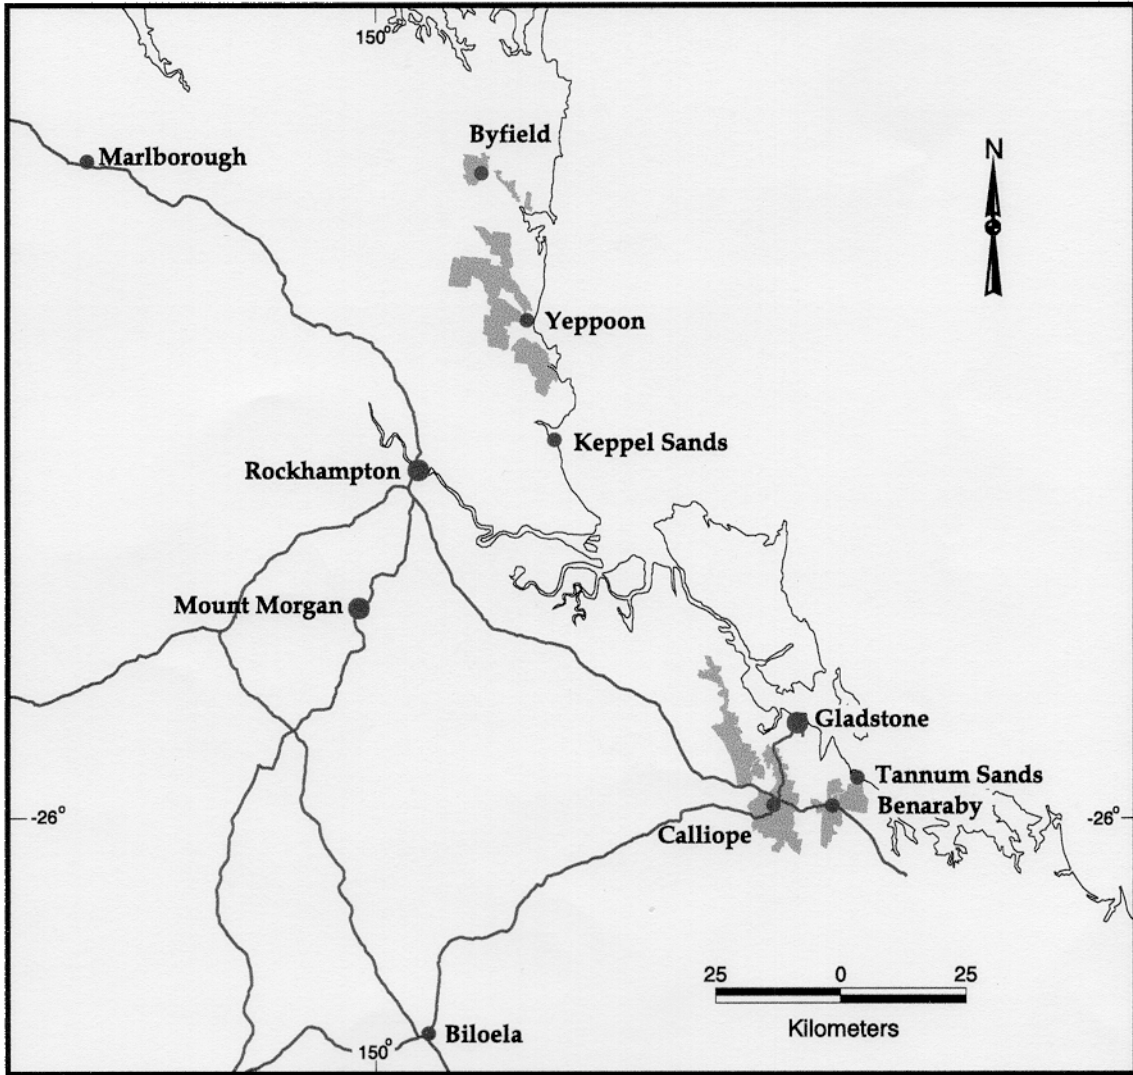 150°
Byfield
N
Marlborough
Yeppoon
Keppel Sands
Rockhampton
Mount Morgan
Gladstone
Tannum Sands
Benaraby
-26°
-26°
Calliope
25 0 25
Kilometers
Biloela
150°